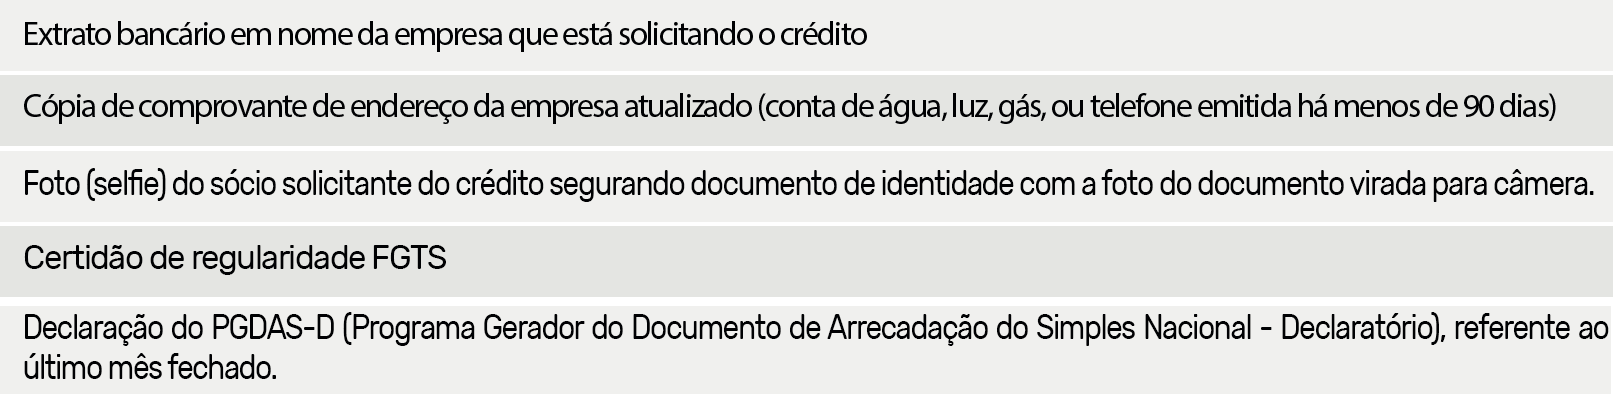 Extrato bancário em nome da empresa que está solicitando o crédito
Cópia de comprovante de endereço da empresa atualizado (conta de água, luz, gás, ou telefone emitida há menos de 90 dias)
Foto (selfie) do sócio solicitante do crédito segurando documento de identidade com a foto do documento virada para câmera.
Certidão de regularidade FGTS
Declaração do PGDAS-D (Programa Gerador do Documento de Arrecadação do Simples Nacional - Declaratório), referente ao
último mês fechado.